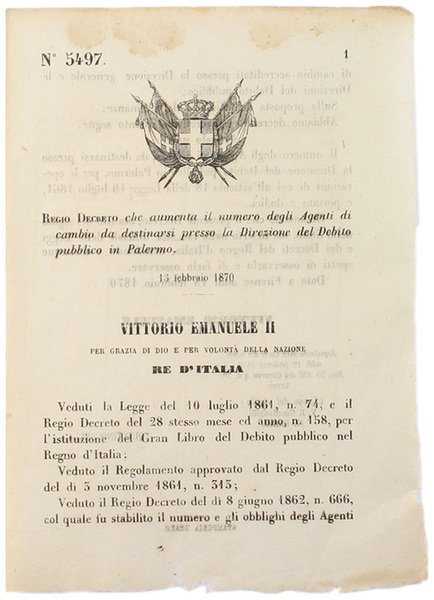 N° 5497.
1
REGIO DECRETO che aumenta il numero degli Agenti di
cambio da destinarsi presso la Direzione del Debito
pubblico in Palermo.
13 febbraio 1870
VITTORIO EMANUELE II
PER GRAZIA DI DIO E PER VOLONTÀ DELLA NAZIONE
RE D'ITALIA
Veduti la Legge del 10 luglio 1861, n. 74, e il
Regio Decreto del 28 stesso mese ed anno, n. 158, per
l'istituzione del Gran Libro del Debito pubblico nel
Regno d'Italia;
Veduto il Regolamento approvato dal Regio Decreto
del dì 3 novembre 1861, n. 313;
Veduto il Regio Decreto del dì 8 giugno 1862, n. 666,
col quale fu stabilito il numero e gli obblighi degli Agenti